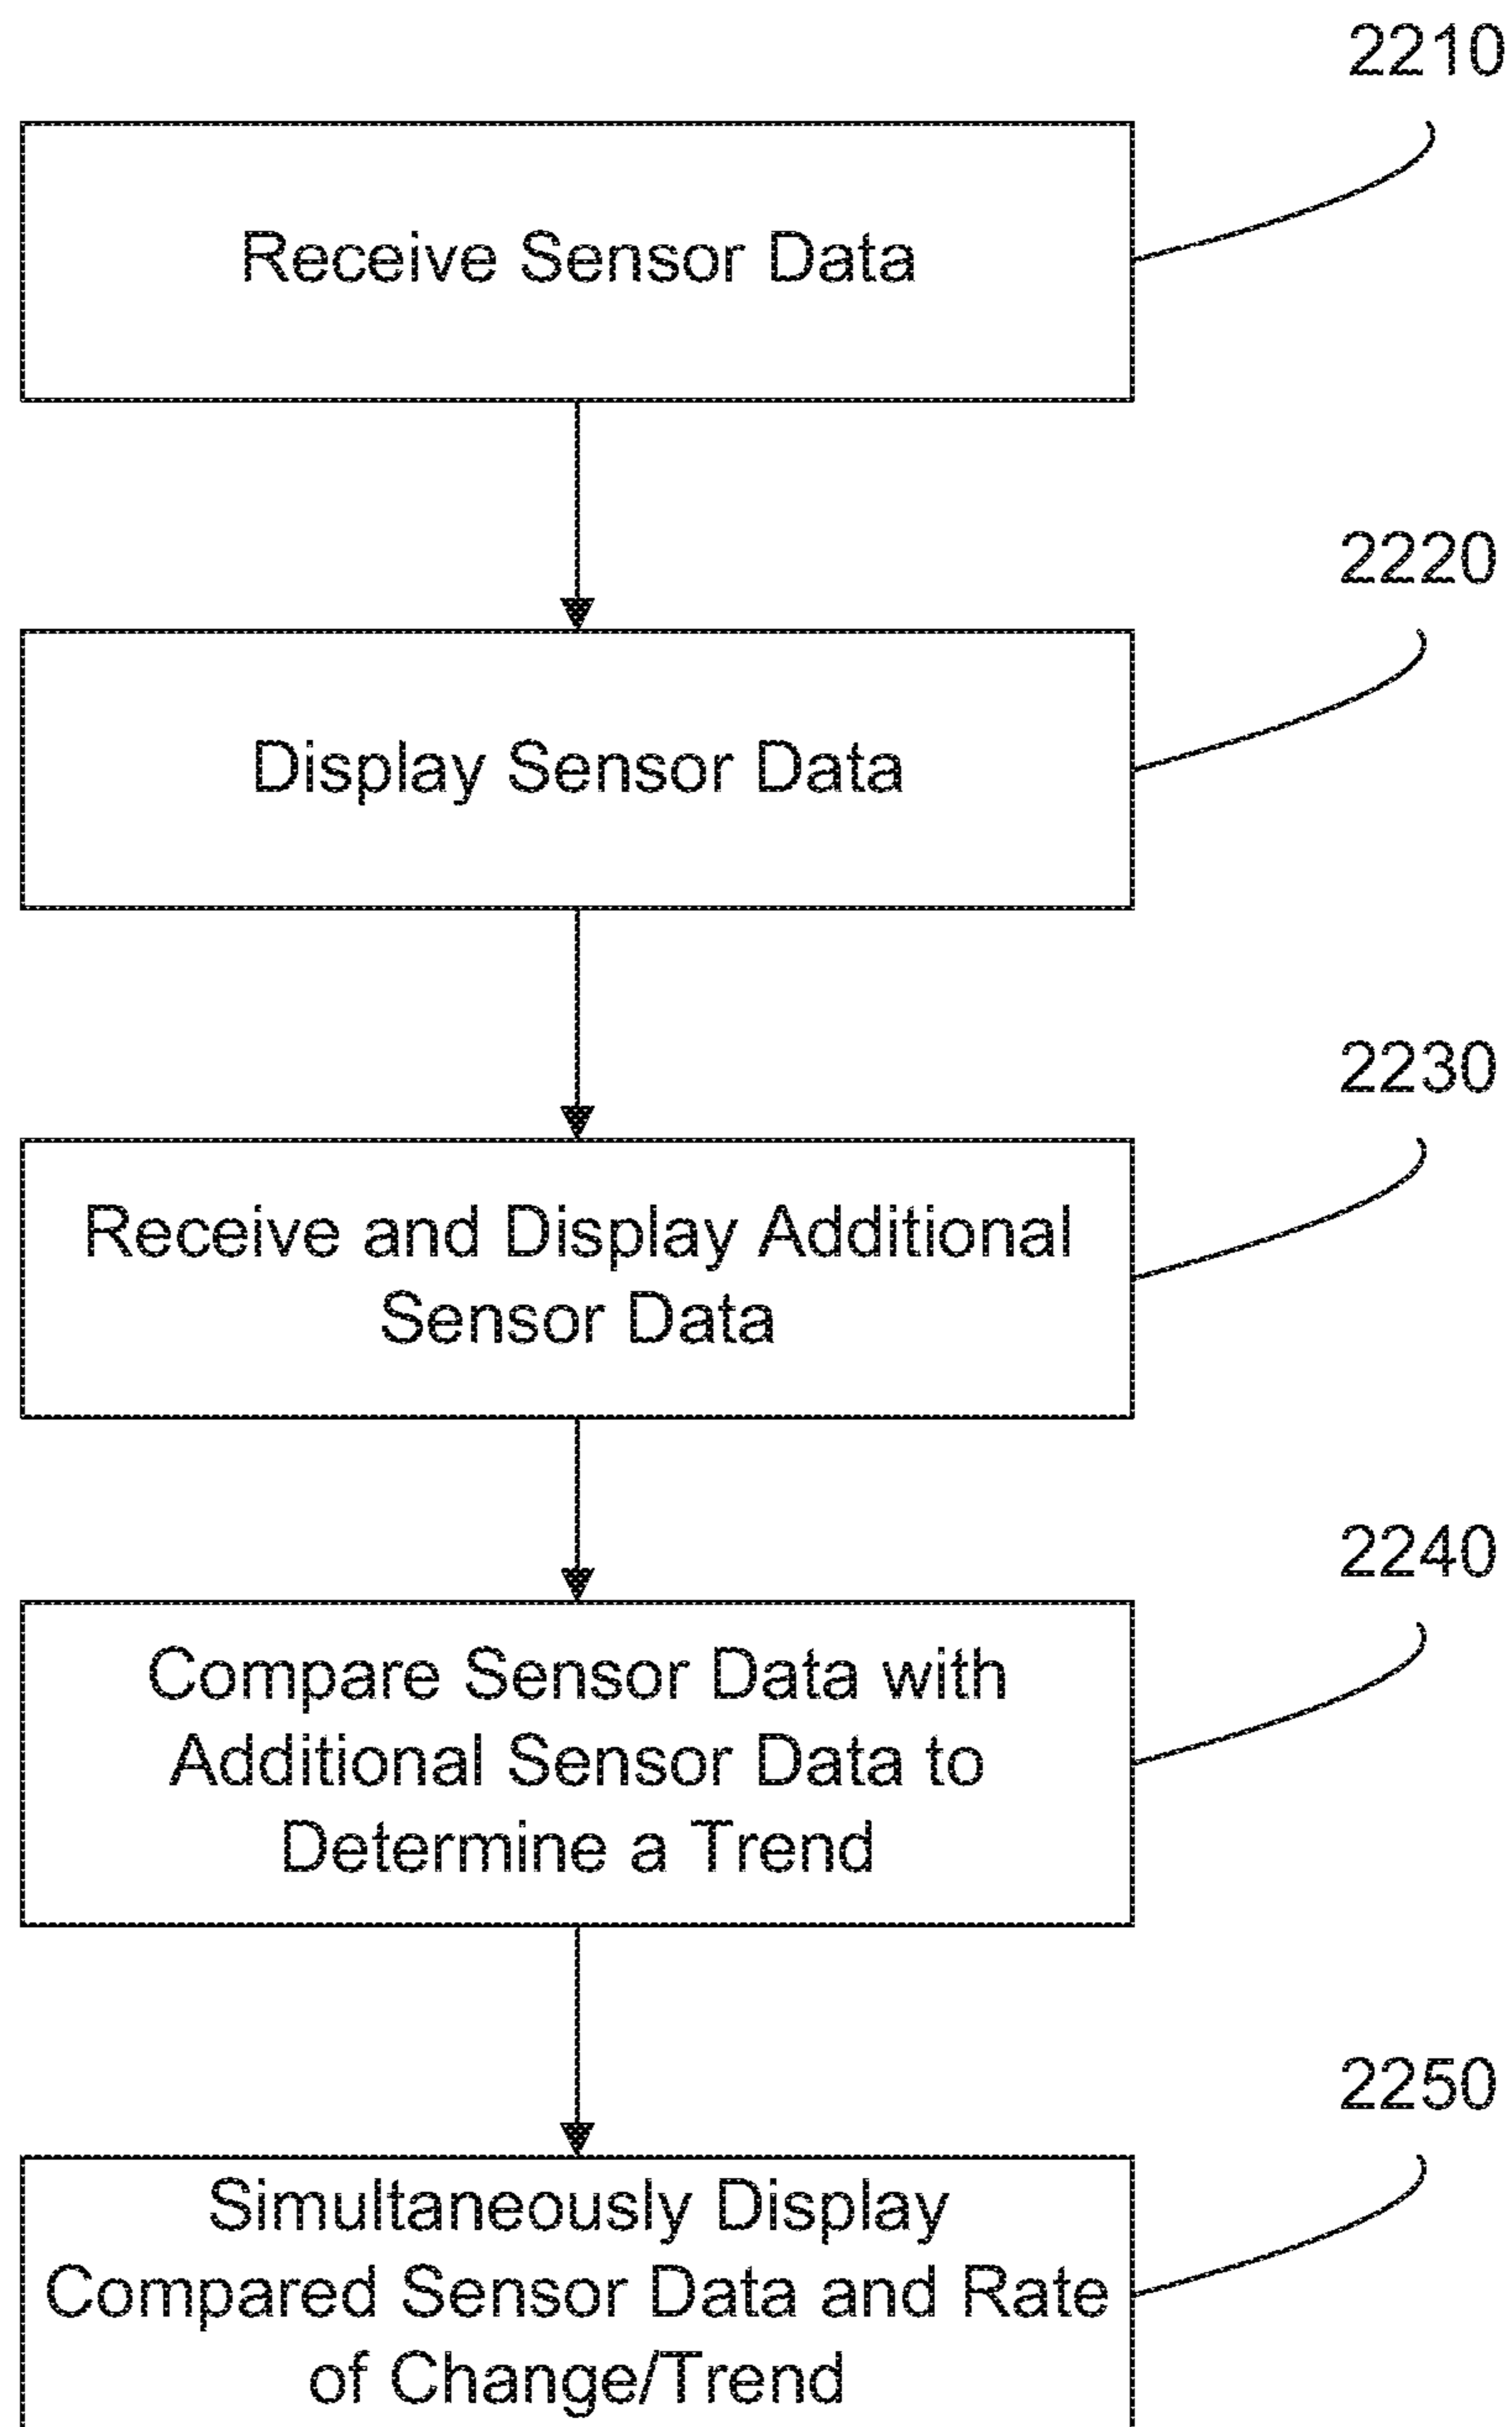 2210
Receive Sensor Data
2220
Display Sensor Data
2230
Receive and Display Additional
Sensor Data
2240
Compare Sensor Data with
Additional Sensor Data to
Determine a Trend
2250
Simultaneously Display
Compared Sensor Data and Rate
of Change/Trend